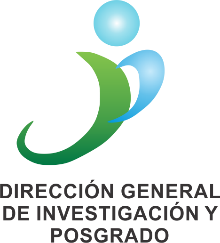 DIRECCIÓN GENERAL
DE INVESTIGACIÓN Y
POSGRADO